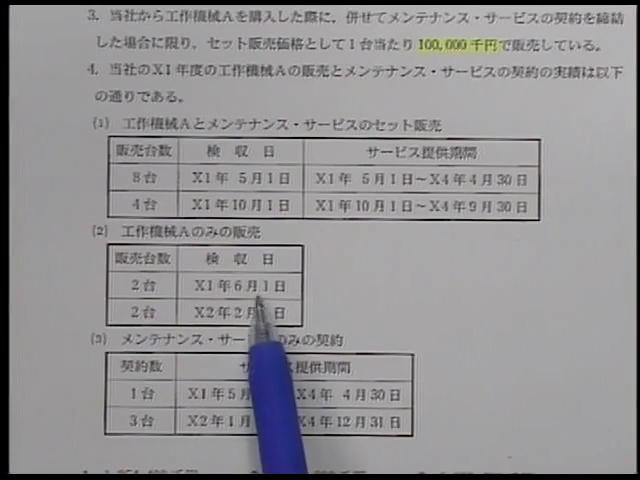 3. 当社から工作機械Aを購入した際に、併せてメンテナンス・サービスの契約を締結
した場合に限り、セット販売価格として1台当たり 100,000 千円で販売している。
4. 当社のX1年度の工作機械Aの販売とメンテナンス・サービスの契約の実績は以下
の通りである。
(1) 工作機械Aとメンテナンス・サービスのセット販売
販売台数 検 収 日 サービス提供期間
8台 X1年 5月1日 X1年 5月1日～X4年4月30日
4台 X1年10月1日 X1年10月1日～X4年9月30日
(2) 工作機械Aのみの販売
販売台数 検 収 日
2台 X1年6月1日
2台 X2年2月 日
(3) メンテナンス・サー のみの契約
契約数 サ 提供期間
1台 X1年5月 X4年 4月30日
3台 X2年1月 X4年12月31日